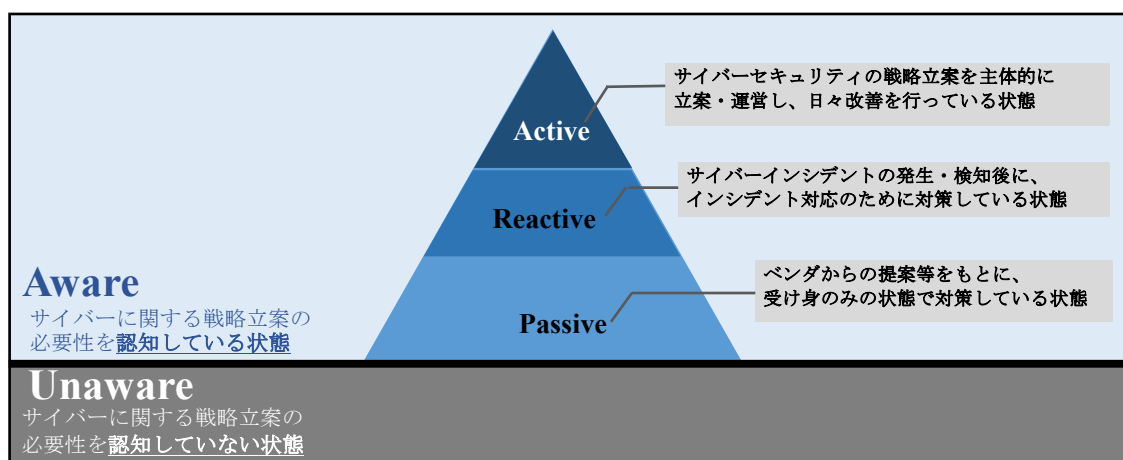 サイバーセキュリティの戦略立案を主体的に
立案・運営し、日々改善を行っている状態
Active
サイバーインシデントの発生・検知後に、
インシデント対応のために対策している状態
Reactive
ベンダからの提案等をもとに、
受け身のみの状態で対策している状態
Passive
Aware
サイバーに関する戦略立案の
必要性を認知している状態
Unaware
サイバーに関する戦略立案の
必要性を認知していない状態